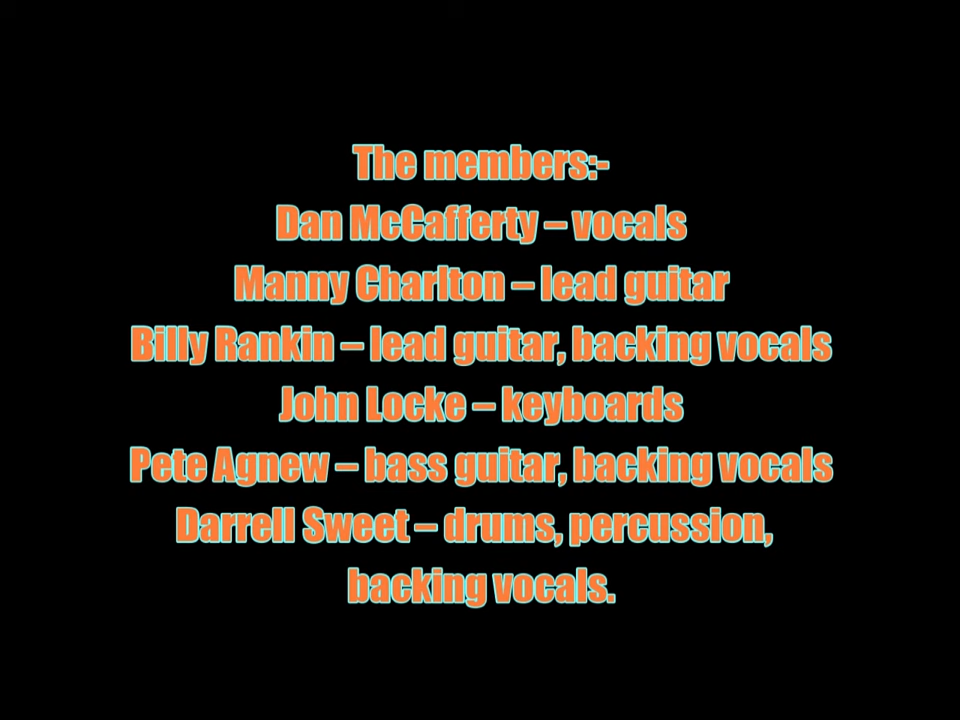 The members:-
Dan McCafferty – vocals
Manny Charlton – lead guitar
Billy Rankin – lead guitar, backing vocals
John Locke – keyboards
Pete Agnew – bass guitar, backing vocals
Darrell Sweet – drums, percussion,
backing vocals.